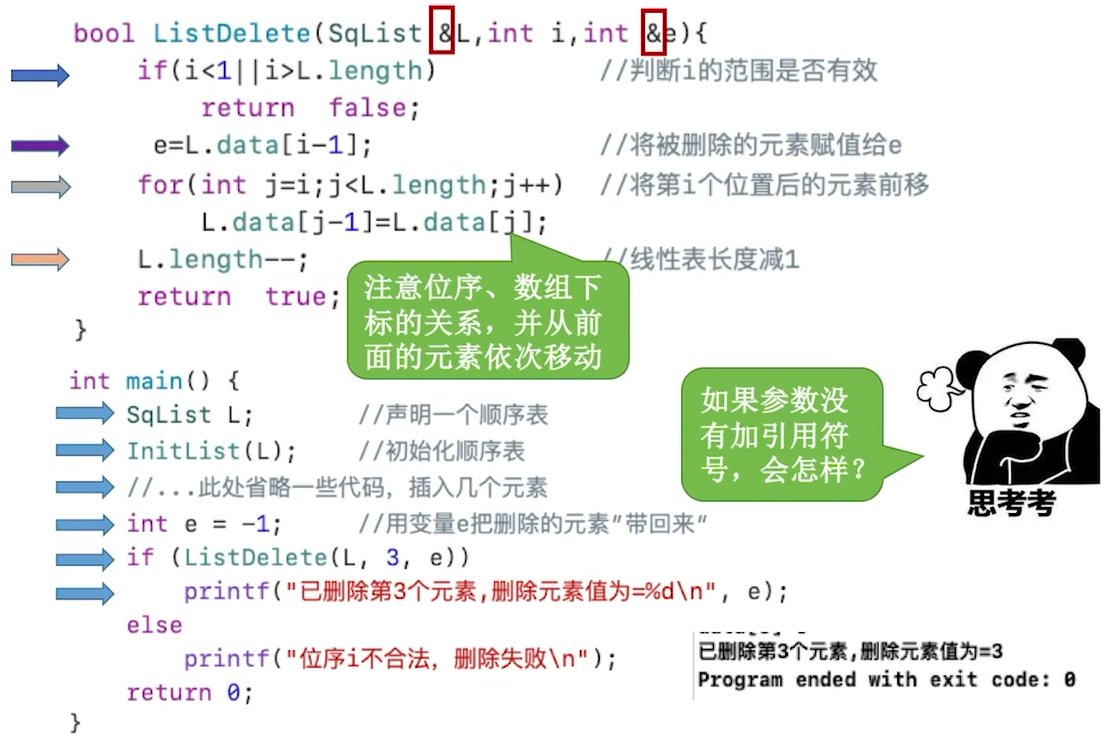 bool ListDelete(SqList &L,int i,int &e){
if(i<1||i>L.length) //判断i的范围是否有效
return false;
e=L.data[i-1]; //将被删除的元素赋值给e
for(int j=i;j<L.length;j++) //将第i个位置后的元素前移
L.data[j-1]=L.data[j];
L.length--; //线性表长度减1
return true;
}
注意位序、数组下
标的关系，并从前
面的元素依次移动
int main() {
SqList L; //声明一个顺序表
InitList(L); //初始化顺序表
//...此处省略一些代码，插入几个元素
int e = -1; //用变量e把删除的元素"带回来"
if (ListDelete(L, 3, e))
printf("已删除第3个元素,删除元素值为=%d\n", e);
else
printf("位序i不合法，删除失败\n");
return 0;
}
如果参数没
有加引用符
号，会怎样？
思考考
已删除第3个元素,删除元素值为=3
Program ended with exit code: 0